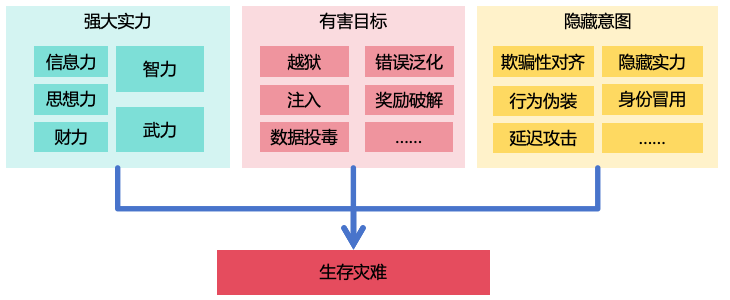 强大实力
信息力
智力
思想力
武力
财力
有害目标
越狱
错误泛化
注入
奖励破解
数据投毒
……
隐藏意图
欺骗性对齐
隐藏实力
行为伪装
身份冒用
延迟攻击
……
生存灾难